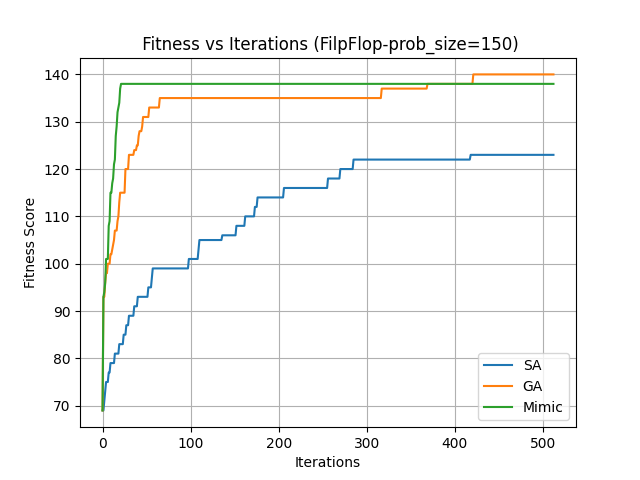 Fitness vs Iterations (FilpFlop-prob_size=150)
Fitness Score
140
130
120
110
100
90
80
70
0 100 200 300 400 500
Iterations
SA
GA
Mimic